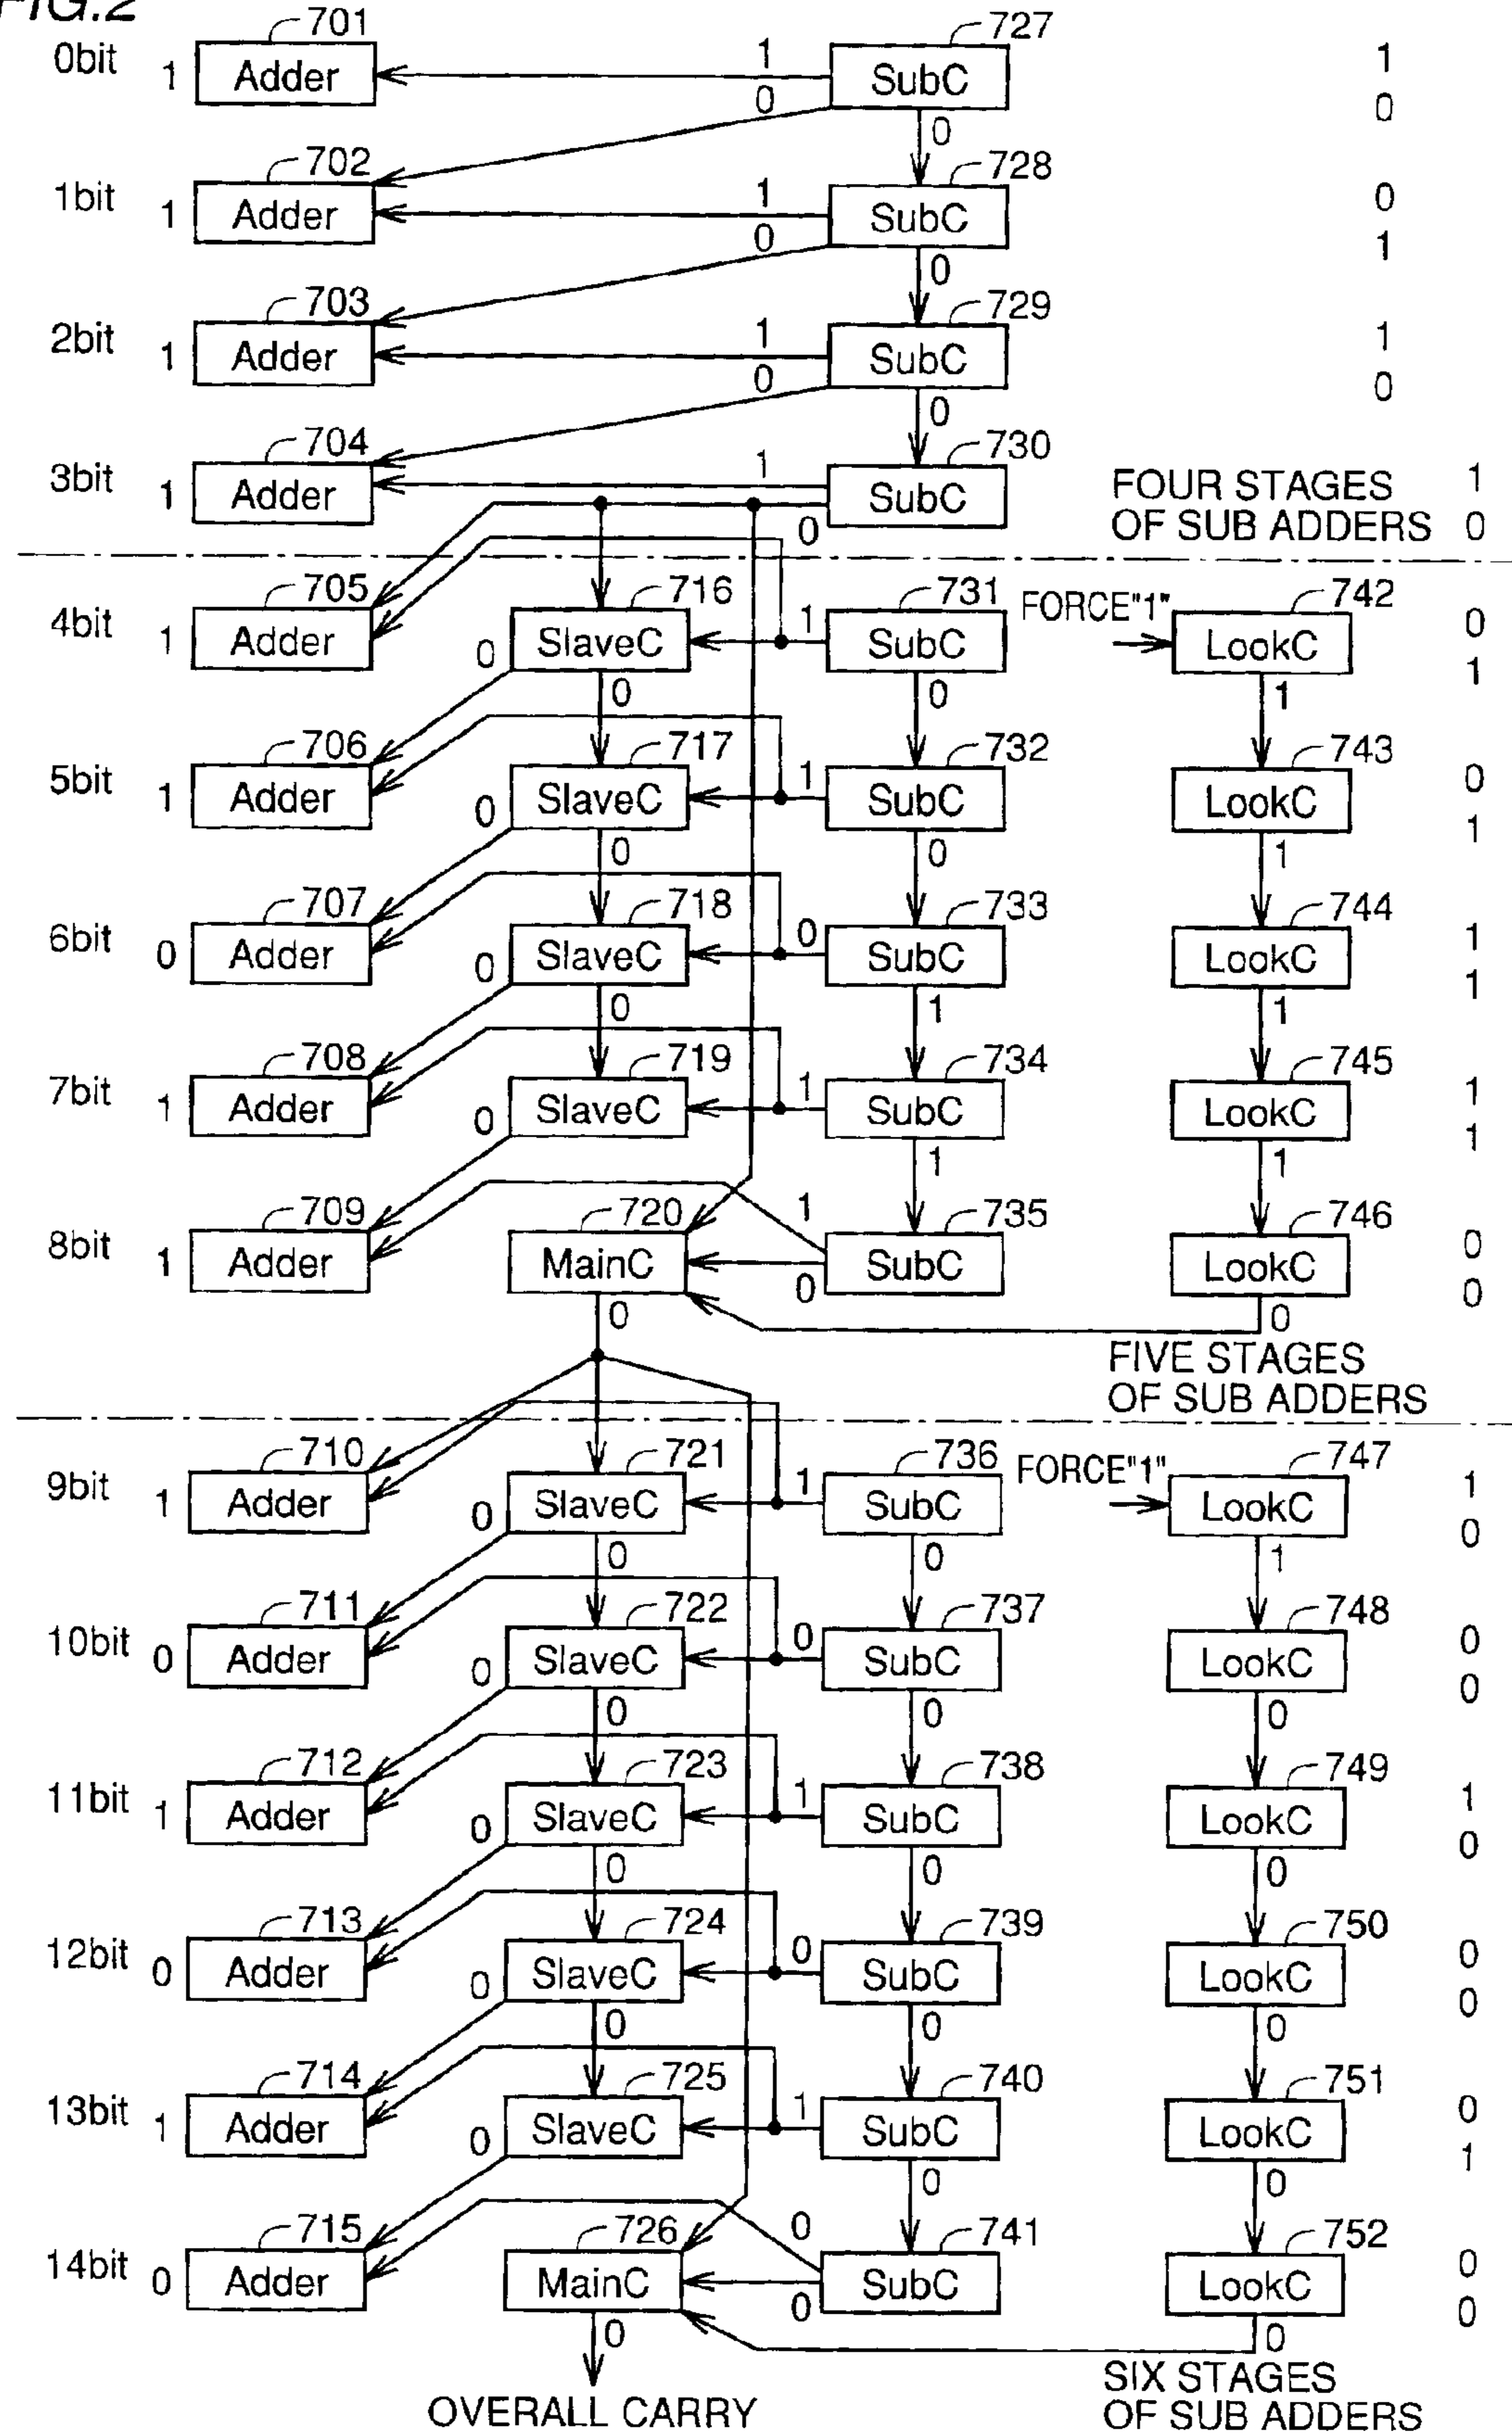 FIG.2
701 727
0bit 1 Adder 1 SubC 1
0 0
0
702 728
1bit 1 Adder 1 SubC 0
0 1
0
703 729
2bit 1 Adder 1 SubC 1
0 0
0
704 730
3bit 1 Adder 1 SubC FOUR STAGES 1
0 OF SUB ADDERS 0
705 716 731 742
4bit 1 Adder 0 SlaveC 1 SubC FORCE"1" LookC 0
1
0 0 1
706 717 732 743
5bit 1 Adder 0 SlaveC 1 SubC LookC 0
1
0 0 1
707 718 733 744
6bit 0 Adder 0 SlaveC 0 SubC LookC 1
1
0 1 1
708 719 734 745
7bit 1 Adder 0 SlaveC 1 SubC LookC 1
1
1 1
709 720 735 746
8bit 1 Adder MainC 1 SubC LookC 0
0 0
0 0
FIVE STAGES
OF SUB ADDERS
710 721 736 747
9bit 1 Adder 0 SlaveC 1 SubC FORCE"1" LookC 1
0
0 0 1
711 722 737 748
10bit 0 Adder 0 SlaveC 0 SubC LookC 0
0
0 0 0
712 723 738 749
11bit 1 Adder 0 SlaveC 1 SubC LookC 1
0
0 0 0
713 724 739 750
12bit 0 Adder 0 SlaveC 0 SubC LookC 0
0
0 0 0
714 725 740 751
13bit 1 Adder 0 SlaveC 1 SubC LookC 0
1
0 0
715 726 741 752
14bit 0 Adder MainC 0 SubC LookC 0
0 0
0 0
SIX STAGES
OVERALL CARRY OF SUB ADDERS